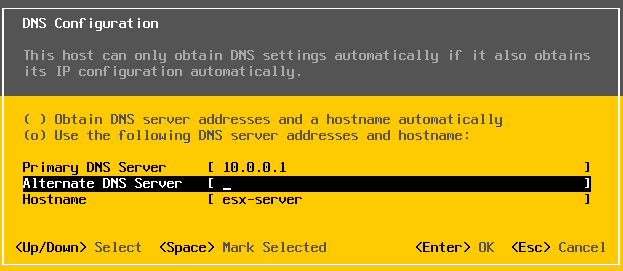 DNS Configuration
This host can only obtain DNS settings automatically if it also obtains
its IP configuration automatically.
( ) Obtain DNS server addresses and a hostname automatically
(o) Use the following DNS server addresses and hostname:
Primary DNS Server [ 10.0.0.1 ]
Alternate DNS Server [ _ ]
Hostname [ esx-server ]
<Up/Down> Select <Space> Mark Selected <Enter> OK <Esc> Cancel